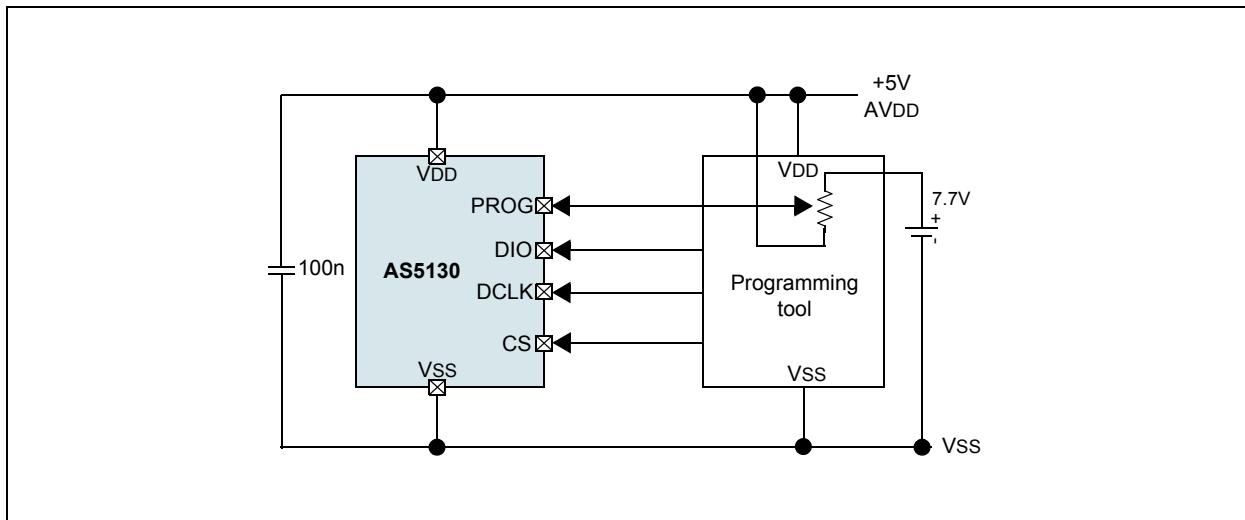 +5V
AVDD
VDD
VDD
PROG
7.7V
+
-
DIO
100n
AS5130
DCLK
Programming
tool
CS
VSS
VSS
VSS